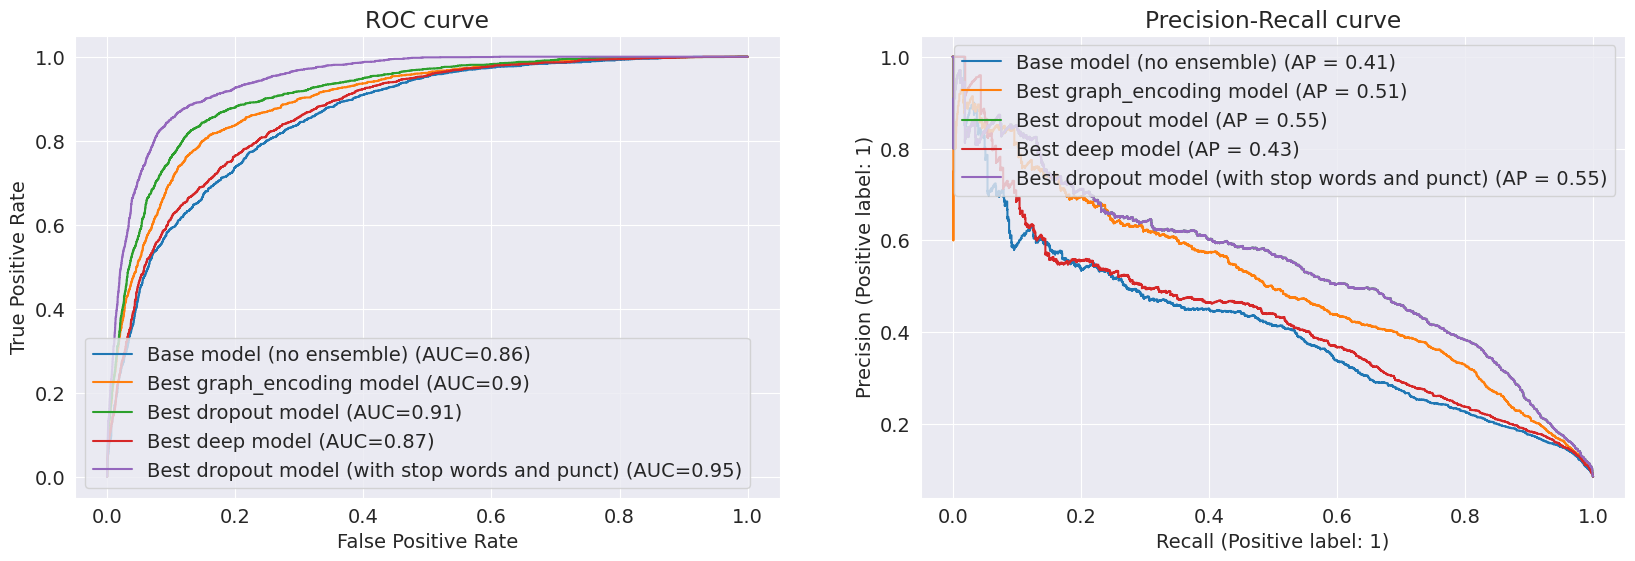 ROC curve
1.0
0.8
0.6
0.4
0.2
0.0
True Positive Rate
Base model (no ensemble) (AUC=0.86)
Best graph_encoding model (AUC=0.9)
Best dropout model (AUC=0.91)
Best deep model (AUC=0.87)
Best dropout model (with stop words and punct) (AUC=0.95)
0.0 0.2 0.4 0.6 0.8 1.0
False Positive Rate
Precision-Recall curve
1.0
0.8
0.6
0.4
0.2
Precision (Positive label: 1)
Base model (no ensemble) (AP = 0.41)
Best graph_encoding model (AP = 0.51)
Best dropout model (AP = 0.55)
Best deep model (AP = 0.43)
Best dropout model (with stop words and punct) (AP = 0.55)
0.0 0.2 0.4 0.6 0.8 1.0
Recall (Positive label: 1)